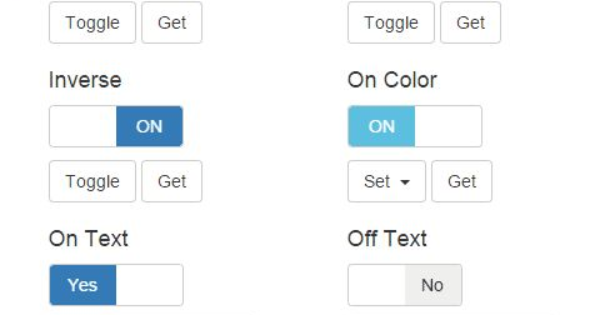 Toggle Get Toggle Get
Inverse On Color
ON ON
Toggle Get Set Get
On Text Off Text
Yes No